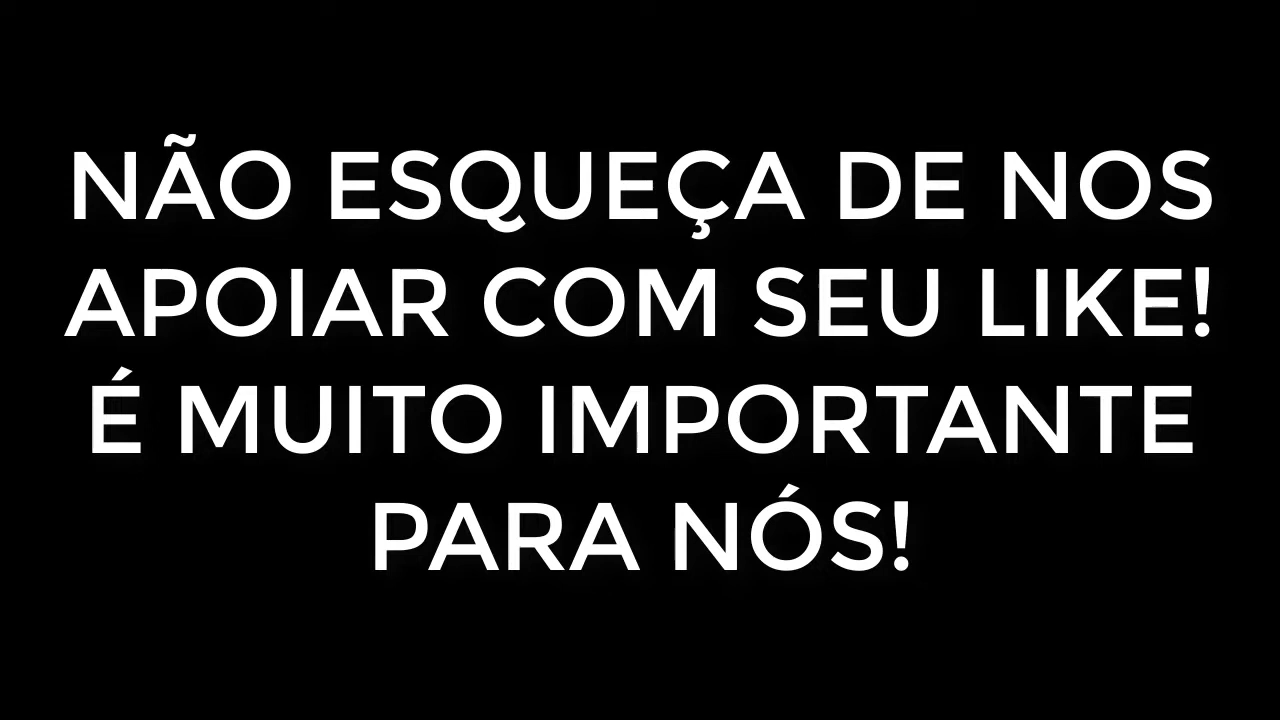 NÃO ESQUEÇA DE NOS
APOIAR COM SEU LIKE!
É MUITO IMPORTANTE
PARA NÓS!